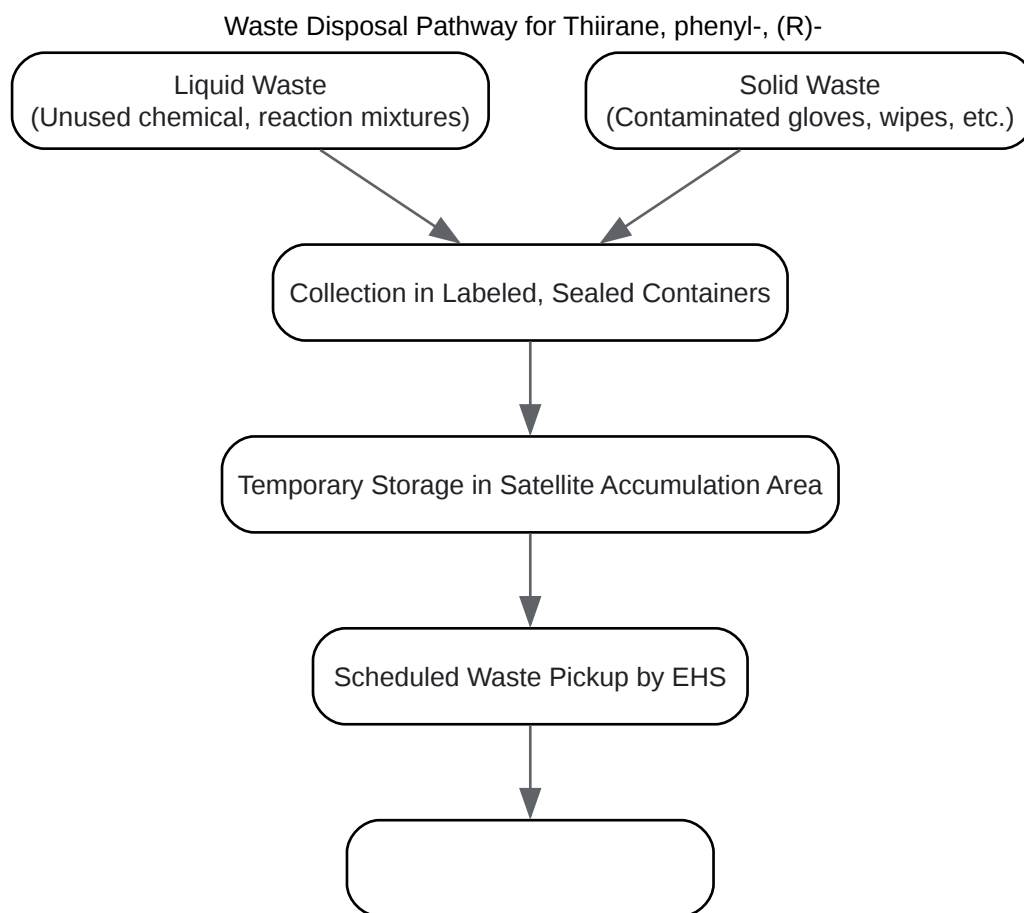 Waste Disposal Pathway for Thiirane, phenyl-, (R)-
Liquid Waste
(Unused chemical, reaction mixtures)
Solid Waste
(Contaminated gloves, wipes, etc.)
Collection in Labeled, Sealed Containers
Temporary Storage in Satellite Accumulation Area
Scheduled Waste Pickup by EHS